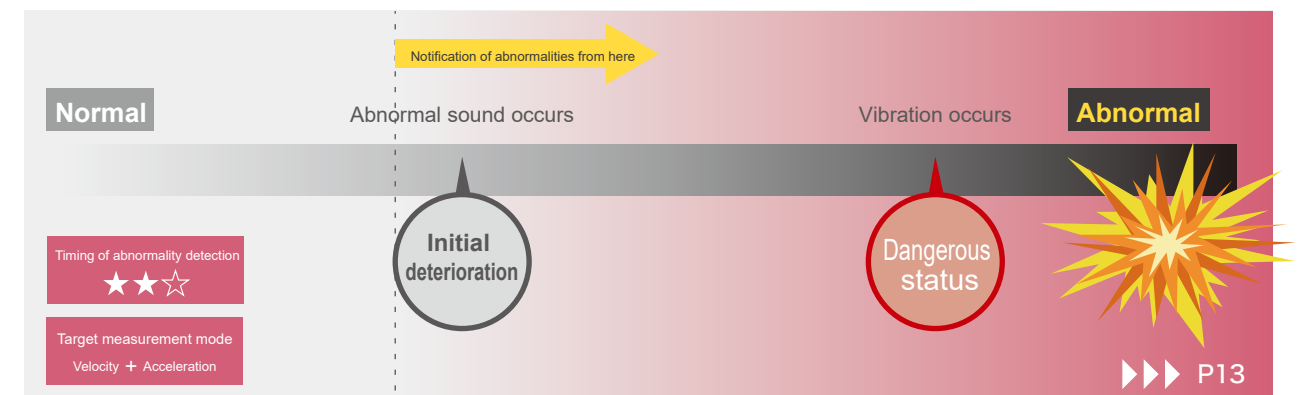 Notification of abnormalities from here
Normal
Abnormal sound occurs
Vibration occurs
Abnormal
Initial
deterioration
Dangerous
status
Timing of abnormality detection
★★☆
Target measurement mode
Velocity + Acceleration
P13